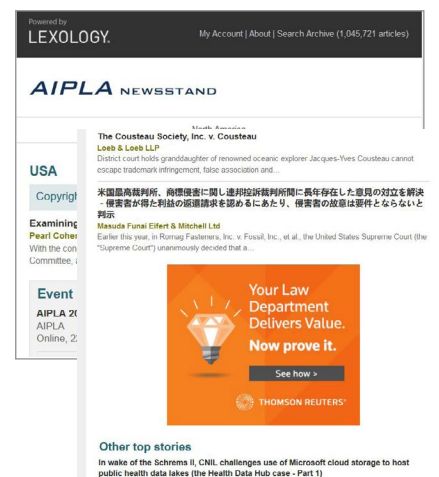 Powered by
LEXOLOGY.
My Account | About | Search Archive (1,045,721 articles)
AIPLA NEWSSTAND
North America
USA
Copyrigh
Examining
Pearl Cohen
With the con
Committee, a
Event
AIPLA 20
AIPLA
Online, 22
The Cousteau Society, Inc. v. Cousteau
Loeb & Loeb LLP
District court holds granddaughter of renowned oceanic explorer Jacques-Yves Cousteau cannot
escape trademark infringement, false association and...
米国最高裁判所、商標侵害に関し連邦控訴裁判所間に長年存在した意見の対立を解決
- 侵害者が得た利益の返還請求を認めるにあたり、侵害者の故意は要件とならないと
判示
Masuda Funai Eifert & Mitchell Ltd
Earlier this year, in Romag Fasteners, Inc. v. Fossil, Inc., et al., the United States Supreme Court (the
"Supreme Court") unanimously decided that a...
Your Law
Department
Delivers Value.
Now prove it.
See how >
THOMSON REUTERS®
Other top stories
In wake of the Schrems II, CNIL challenges use of Microsoft cloud storage to host
public health data lakes (the Health Data Hub case - Part 1)